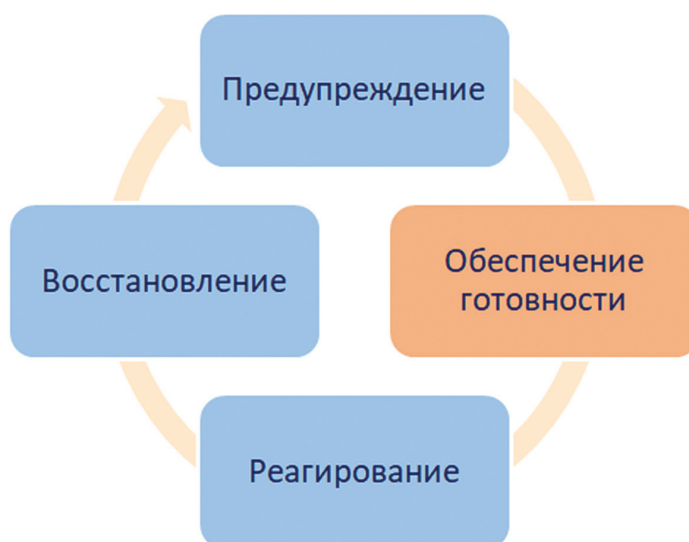 Предупреждение
Обеспечение
готовности
Восстановление
Реагирование